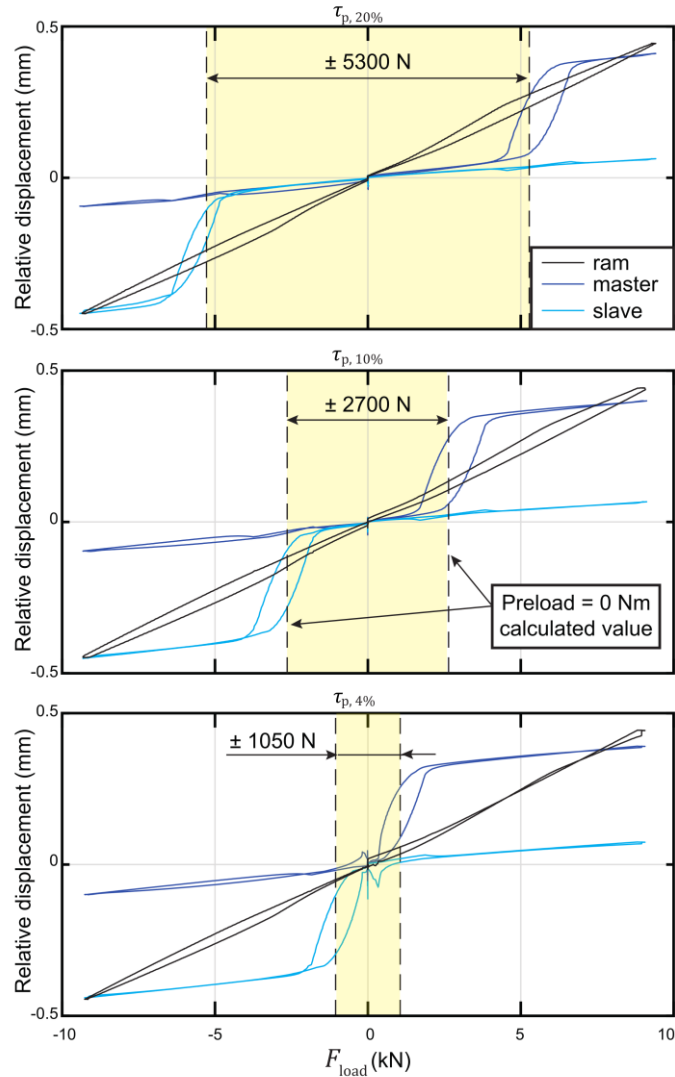 τp, 20%
0.5
± 5300 N
Relative displacement (mm)
0
ram
master
slave
-0.5
τp, 10%
0.5
± 2700 N
Relative displacement (mm)
0
Preload = 0 Nm
calculated value
-0.5
τp, 4%
0.5
± 1050 N
Relative displacement (mm)
0
-0.5
-10
-5
0
5
10
Fload (kN)